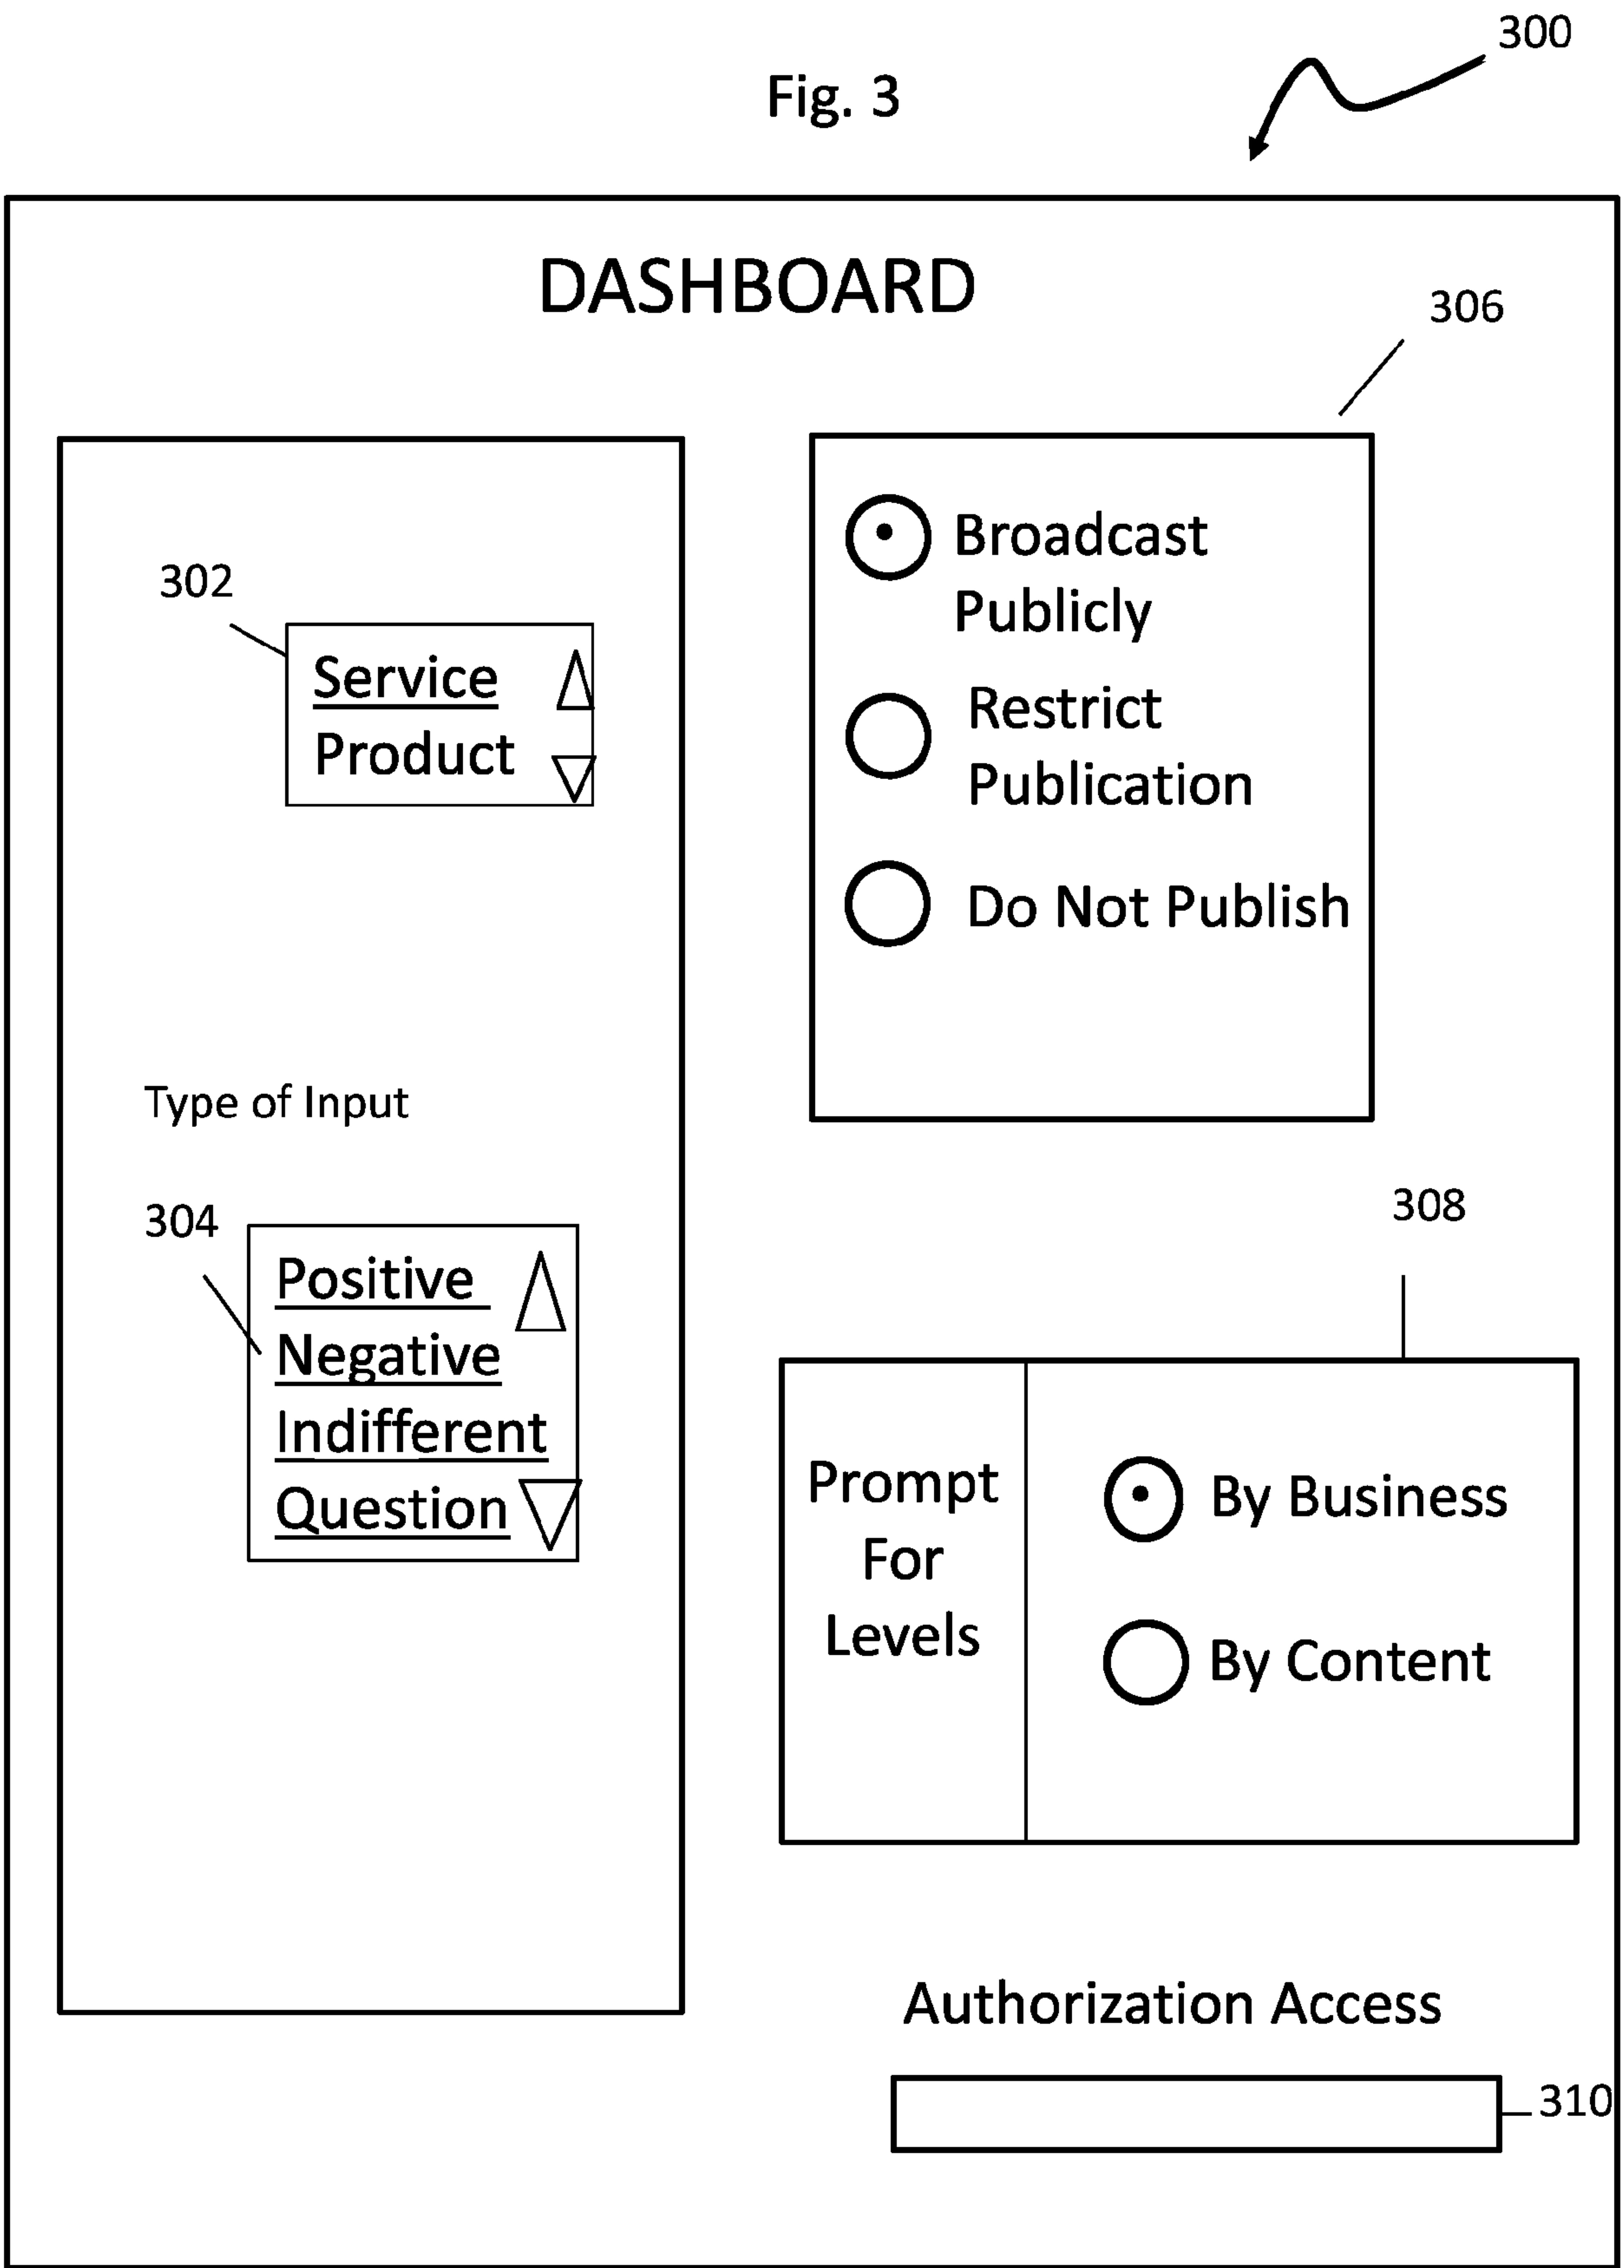 300
Fig. 3
DASHBOARD
306
302
Service
Product
Type of Input
304
Positive
Negative
Indifferent
Question
Broadcast
Publicly
Restrict
Publication
Do Not Publish
308
Prompt
For
Levels
By Business
By Content
Authorization Access
310